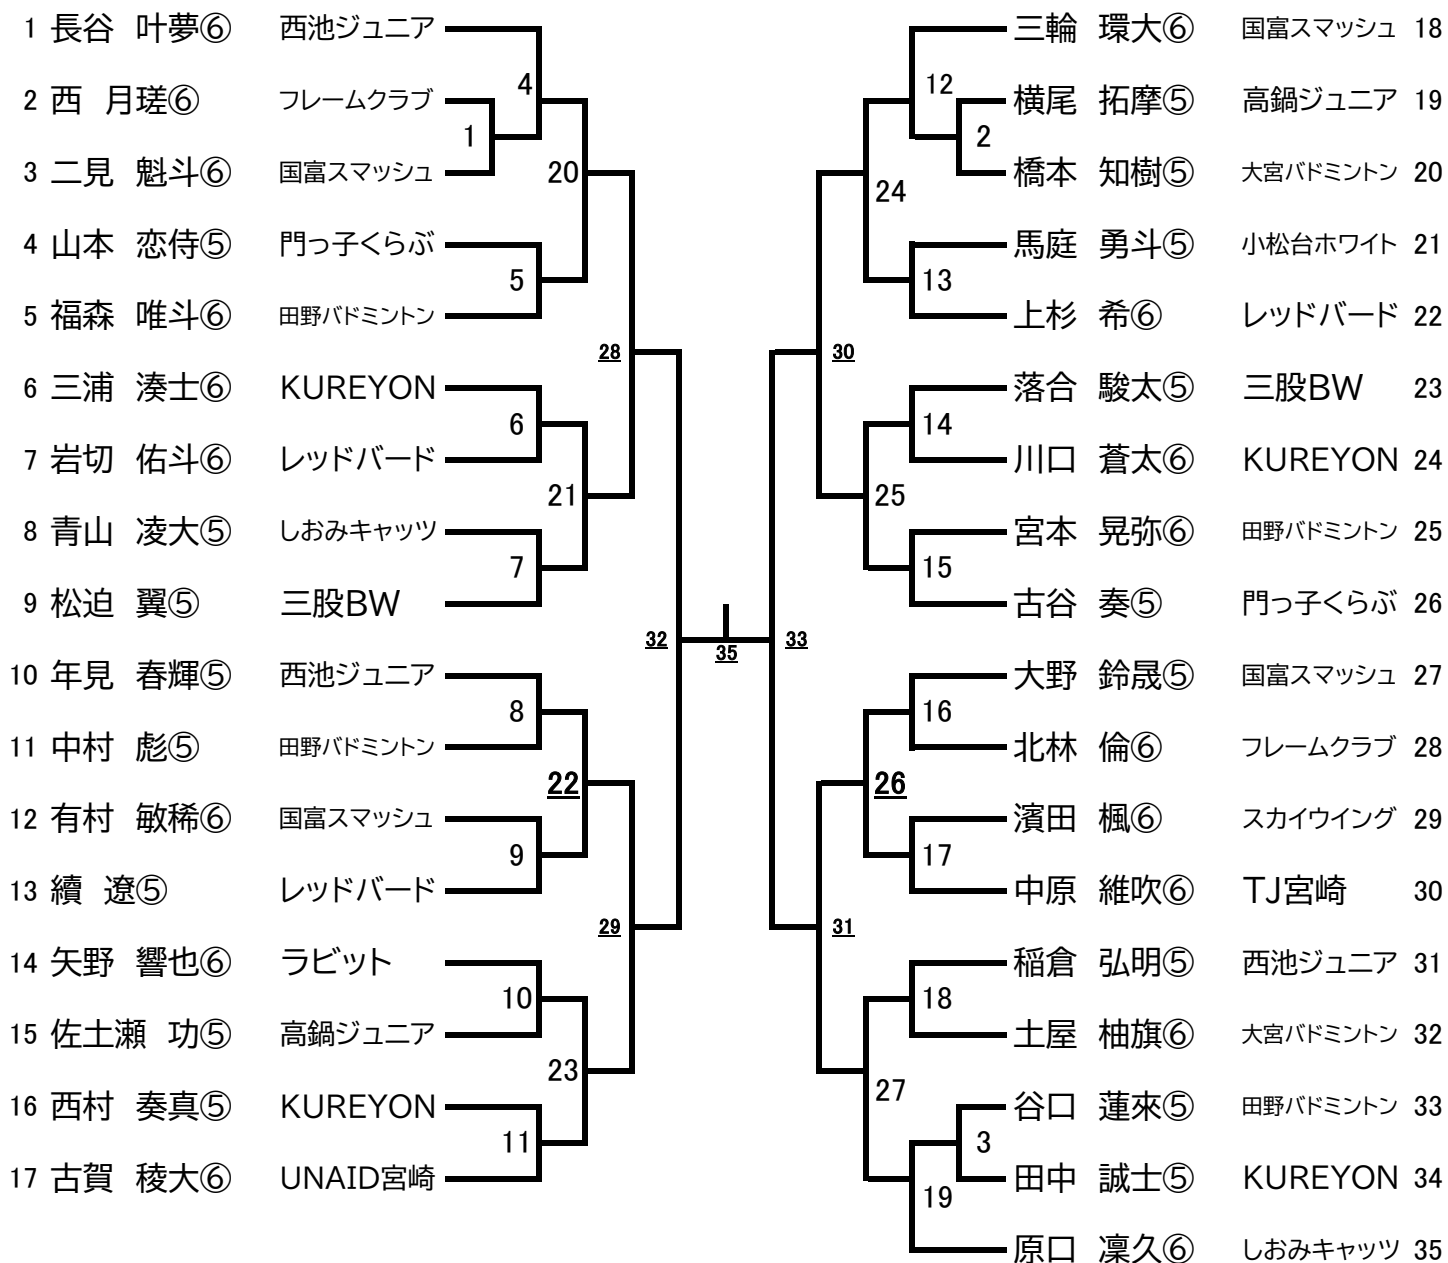 1 長谷 叶夢⑥ 西池ジュニア
4
2 西 月瑳⑥ フレームクラブ
1
3 二見 魁斗⑥ 国富スマッシュ
20
4 山本 恋侍⑤ 門っ子くらぶ
5
5 福森 唯斗⑥ 田野バドミントン
28
6 三浦 湊士⑥ KUREYON
6
7 岩切 佑斗⑥ レッドバード
21
8 青山 凌大⑤ しおみキャッツ
7
9 松迫 翼⑤ 三股BW
32
10 年見 春輝⑤ 西池ジュニア
8
11 中村 彪⑤ 田野バドミントン
22
12 有村 敏稀⑥ 国富スマッシュ
9
13 續 遼⑤ レッドバード
29
14 矢野 響也⑥ ラビット
10
15 佐土瀬 功⑤ 高鍋ジュニア
23
16 西村 奏真⑤ KUREYON
11
17 古賀 稜大⑥ UNAID宮崎
35
三輪 環大⑥ 国富スマッシュ 18
12
横尾 拓摩⑤ 高鍋ジュニア 19
2
橋本 知樹⑤ 大宮バドミントン 20
24
馬庭 勇斗⑤ 小松台ホワイト 21
13
上杉 希⑥ レッドバード 22
30
落合 駿太⑤ 三股BW 23
14
川口 蒼太⑥ KUREYON 24
25
宮本 晃弥⑥ 田野バドミントン 25
15
古谷 奏⑤ 門っ子くらぶ 26
33
大野 鈴晟⑤ 国富スマッシュ 27
16
北林 倫⑥ フレームクラブ 28
26
濱田 楓⑥ スカイウイング 29
17
中原 維吹⑥ TJ宮崎 30
31
稲倉 弘明⑤ 西池ジュニア 31
18
土屋 柚旗⑥ 大宮バドミントン 32
27
谷口 蓮來⑤ 田野バドミントン 33
3
田中 誠士⑤ KUREYON 34
19
原口 凜久⑥ しおみキャッツ 35